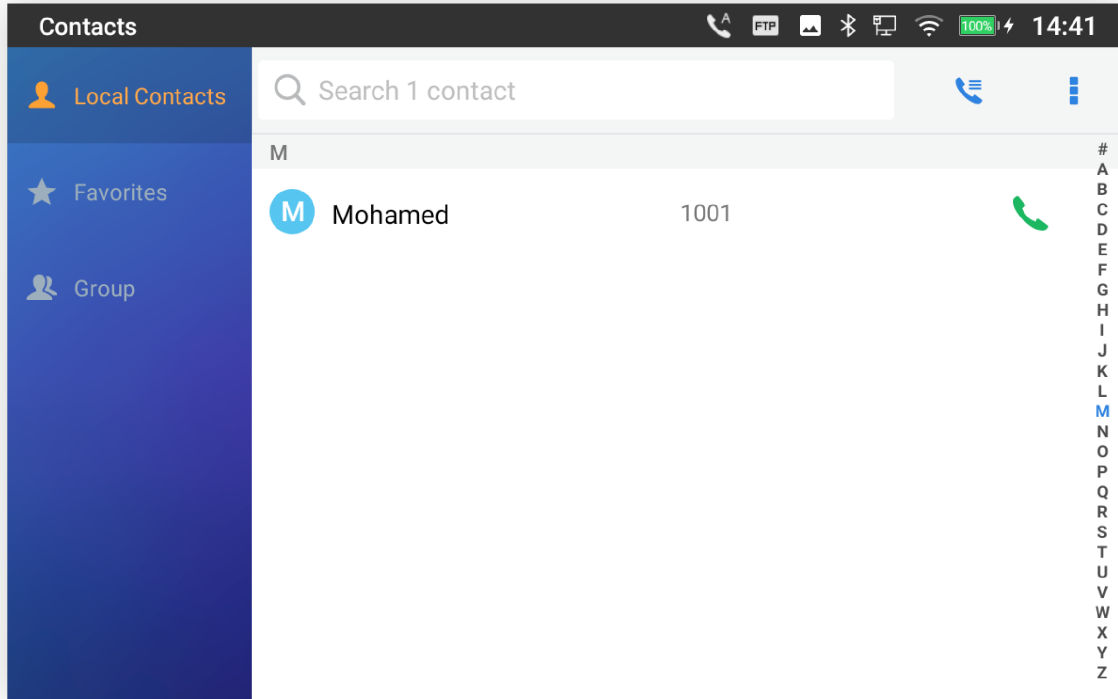 Contacts
A
FTP
100%
14:41
Local Contacts
Favorites
Group
Search 1 contact
M
M
Mohamed
1001
#
A
B
C
D
E
F
G
H
I
J
K
L
M
N
O
P
Q
R
S
T
U
V
W
X
Y
Z